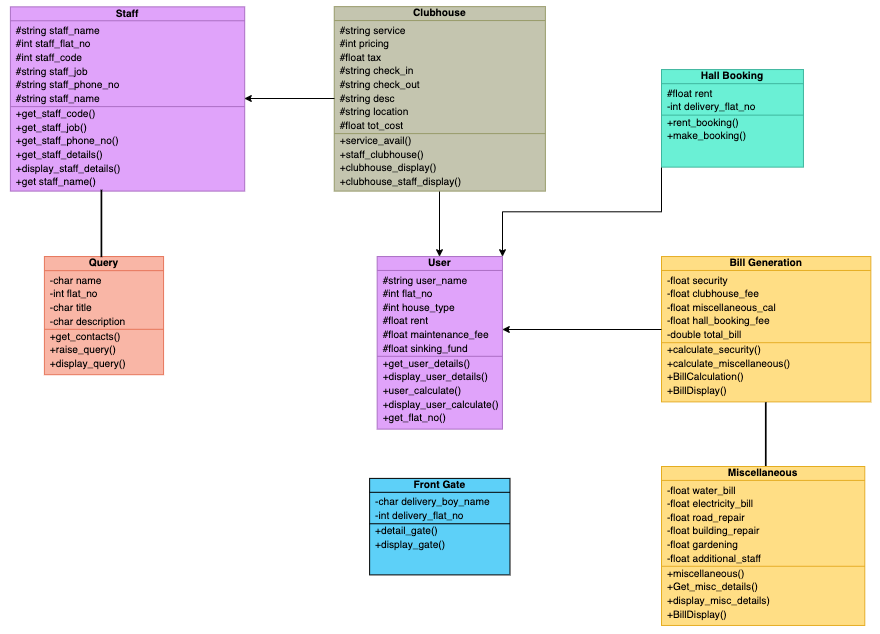 Staff
#string staff_name
#int staff_flat_no
#int staff_code
#string staff_job
#string staff_phone_no
#string staff_name
+get_staff_code()
+get_staff_job()
+get_staff_phone_no()
+get_staff_details()
+display_staff_details()
+get staff_name()
Clubhouse
#string service
#int pricing
#float tax
#string check_in
#string check_out
#string desc
#string location
#float tot_cost
+service_avail()
+staff_clubhouse()
+clubhouse_display()
+clubhouse_staff_display()
Hall Booking
#float rent
-int delivery_flat_no
+rent_booking()
+make_booking()
Query
-char name
-int flat_no
-char title
-char description
+get_contacts()
+raise_query()
+display_query()
User
#string user_name
#int flat_no
#int house_type
#float rent
#float maintenance_fee
#float sinking_fund
+get_user_details()
+display_user_details()
+user_calculate()
+display_user_calculate()
+get_flat_no()
Bill Generation
-float security
-float clubhouse_fee
-float miscellaneous_cal
-float hall_booking_fee
-double total_bill
+calculate_security()
+calculate_miscellaneous()
+BillCalculation()
+BillDisplay()
Front Gate
-char delivery_boy_name
-int delivery_flat_no
+detail_gate()
+display_gate()
Miscellaneous
-float water_bill
-float electricity_bill
-float road_repair
-float building_repair
-float gardening
-float additional_staff
+miscellaneous()
+Get_misc_details()
+display_misc_details)
+BillDisplay()